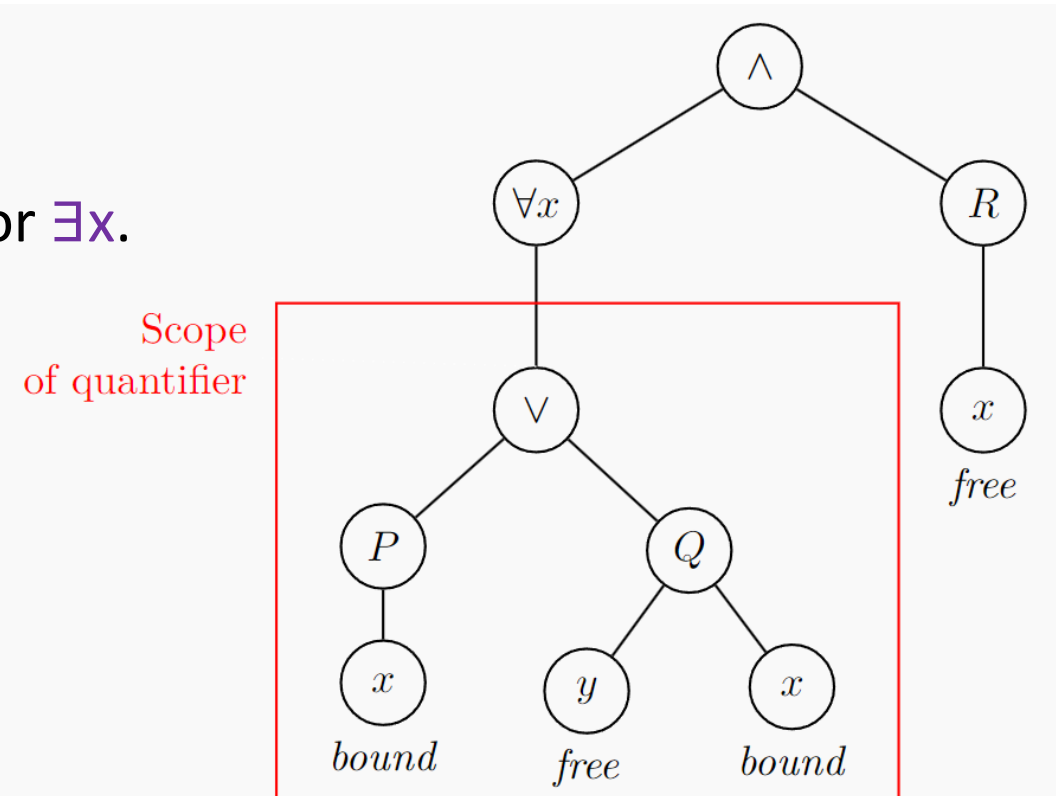 ∧
∀x
R
or ∃x.
Scope
of quantifier
∨
x
free
P
Q
x
y
x
bound
free
bound